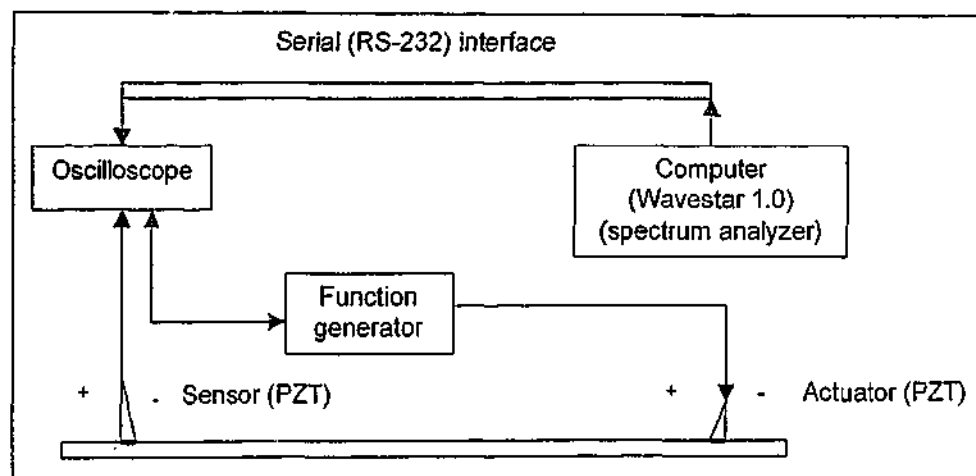 Serial (RS-232) interface
Oscilloscope
Computer
(Wavestar 1.0)
(spectrum analyzer)
Function
generator
+ - Sensor (PZT)
+ - Actuator (PZT)